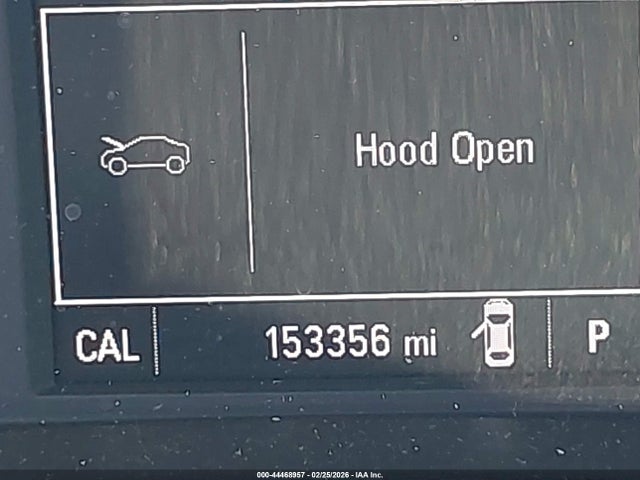 Hood Open
CAL 153356 mi P
000-44468957 - 02/25/2026 - IAA Inc.